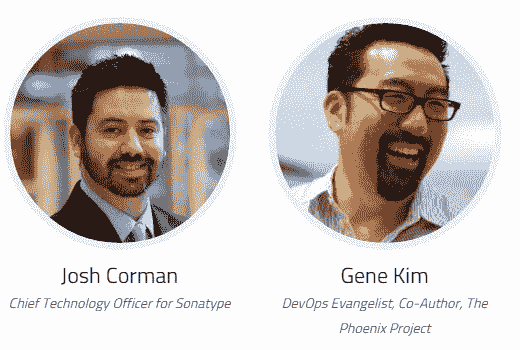 Josh Corman
Chief Technology Officer for Sonatype
Gene Kim
DevOps Evangelist, Co-Author, The
Phoenix Project